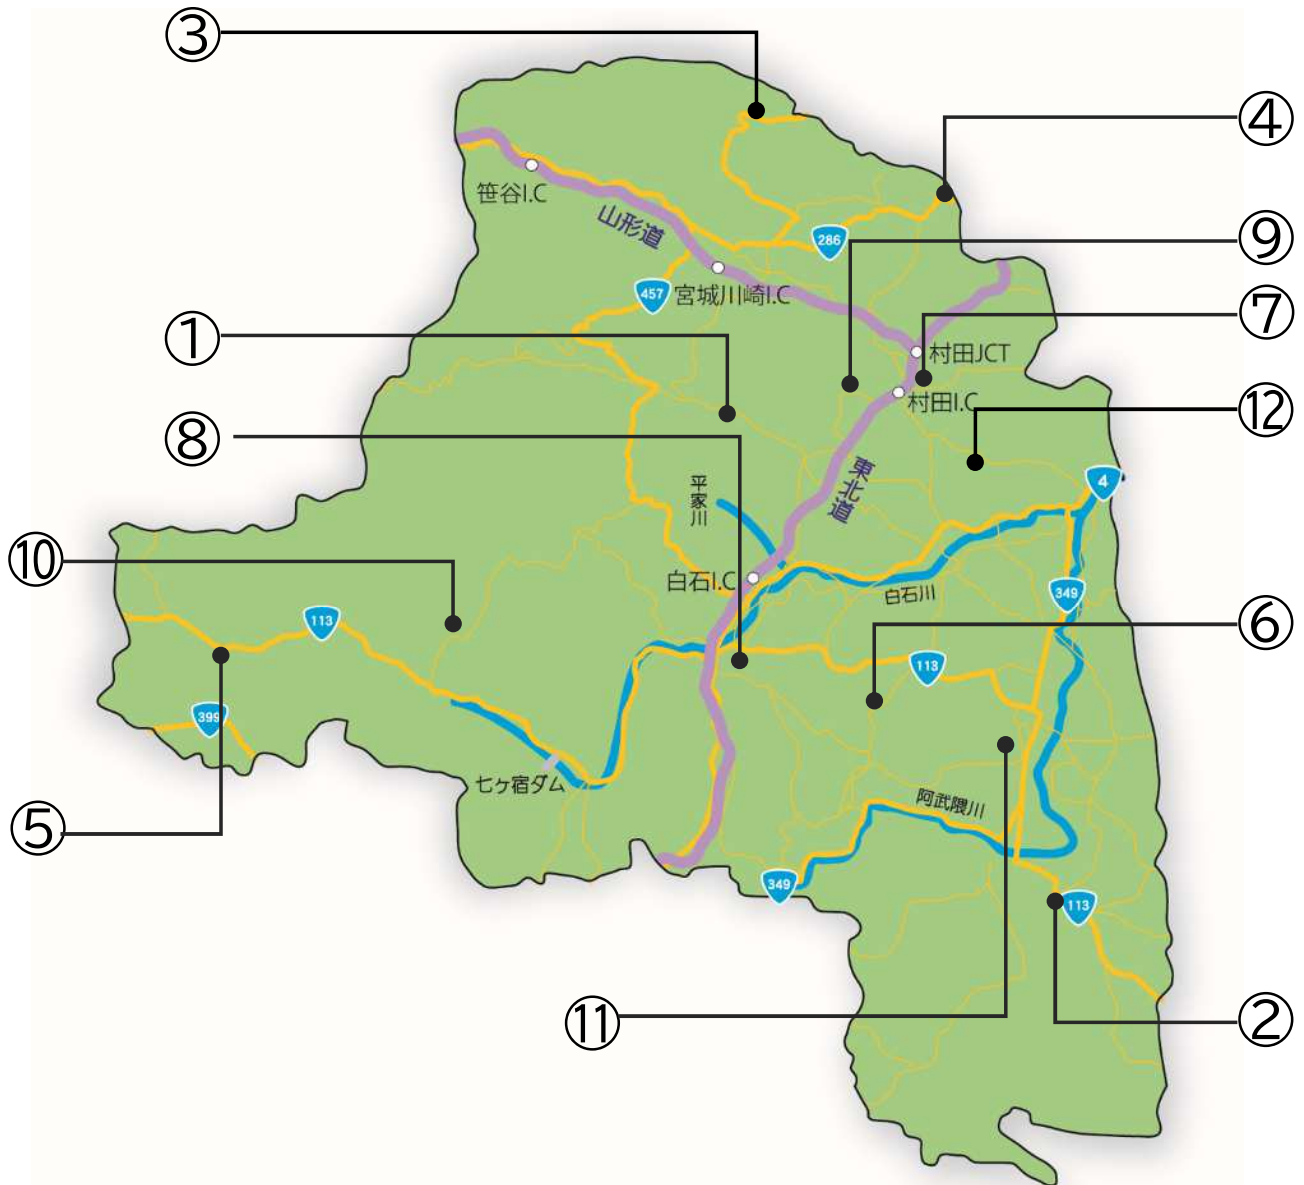 ③
④
笹谷I.C
山形道
286
⑨
457
宮城川崎I.C
⑦
①
村田JCT
村田I.C
⑫
⑧
平家川
東北道
4
⑩
白石I.C
白石川
349
113
⑥
113
⑤
399
七ヶ宿ダム
阿武隈川
349
113
⑪
②